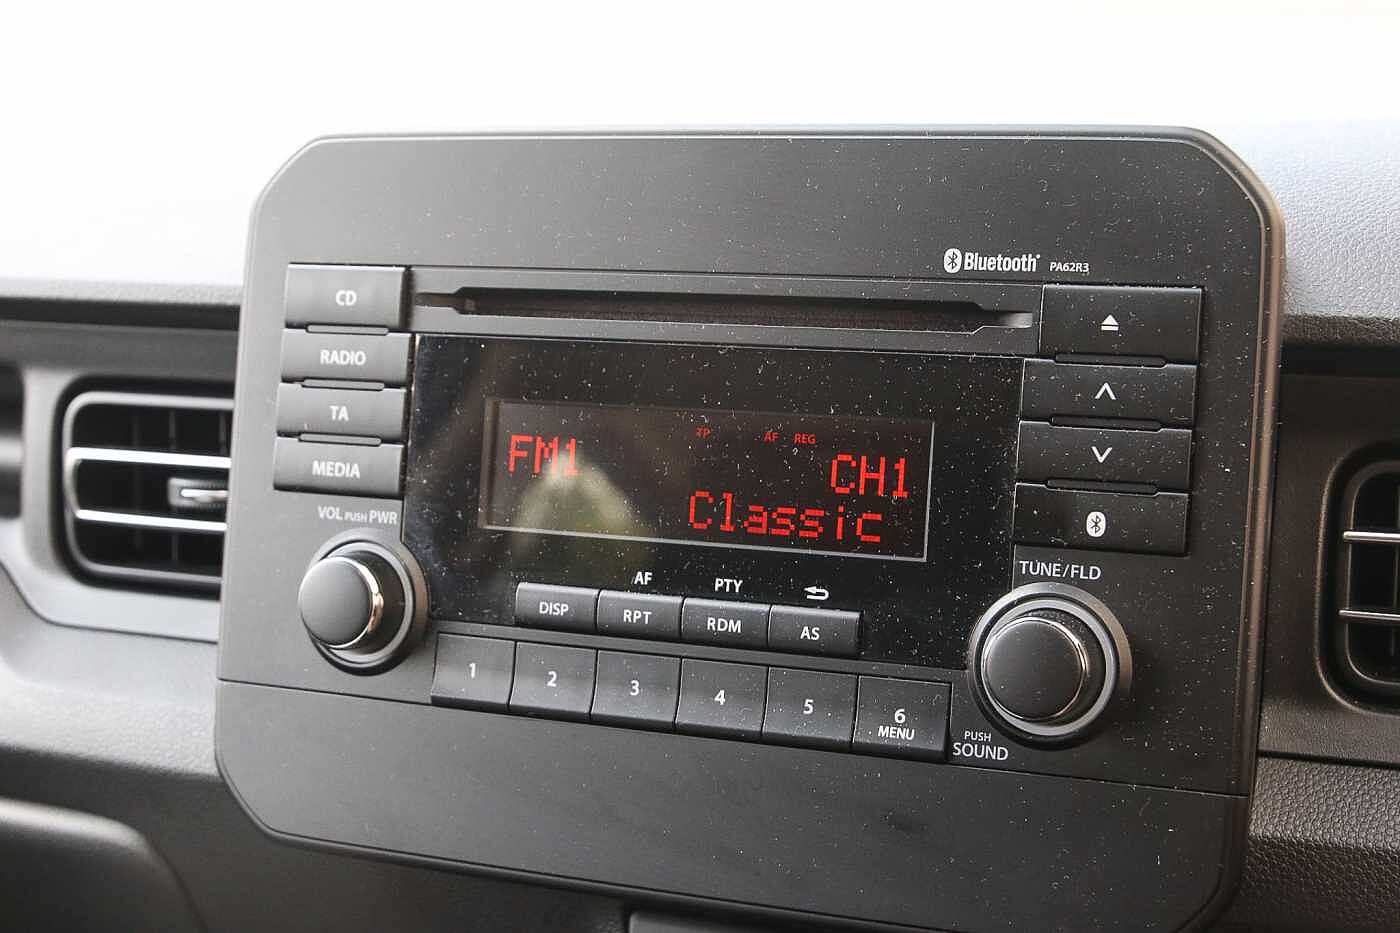 Bluetooth® PA62R3
CD
RADIO
TA
MEDIA
VOL PUSH PWR
TP AF REG
FM1
CH1
Classic
TUNE/FLD
AF PTY
DISP RPT RDM AS
1 2 3 4 5 6
MENU
PUSH
SOUND